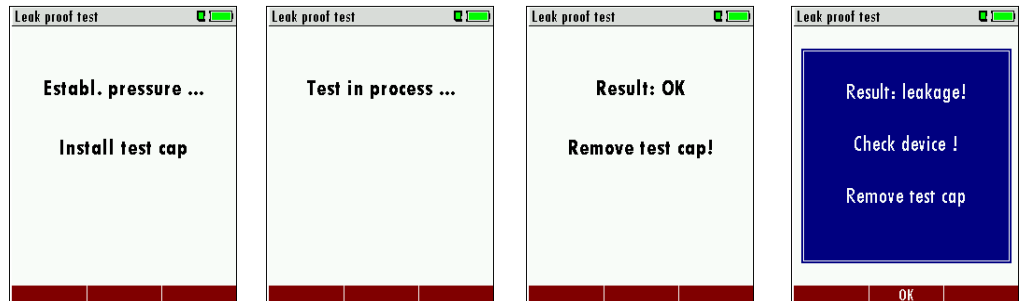 Leak proof test
Establ. pressure ...
Install test cap
Leak proof test
Test in process ...
Leak proof test
Result: OK
Remove test cap!
Leak proof test
Result: leakage!
Check device !
Remove test cap
OK